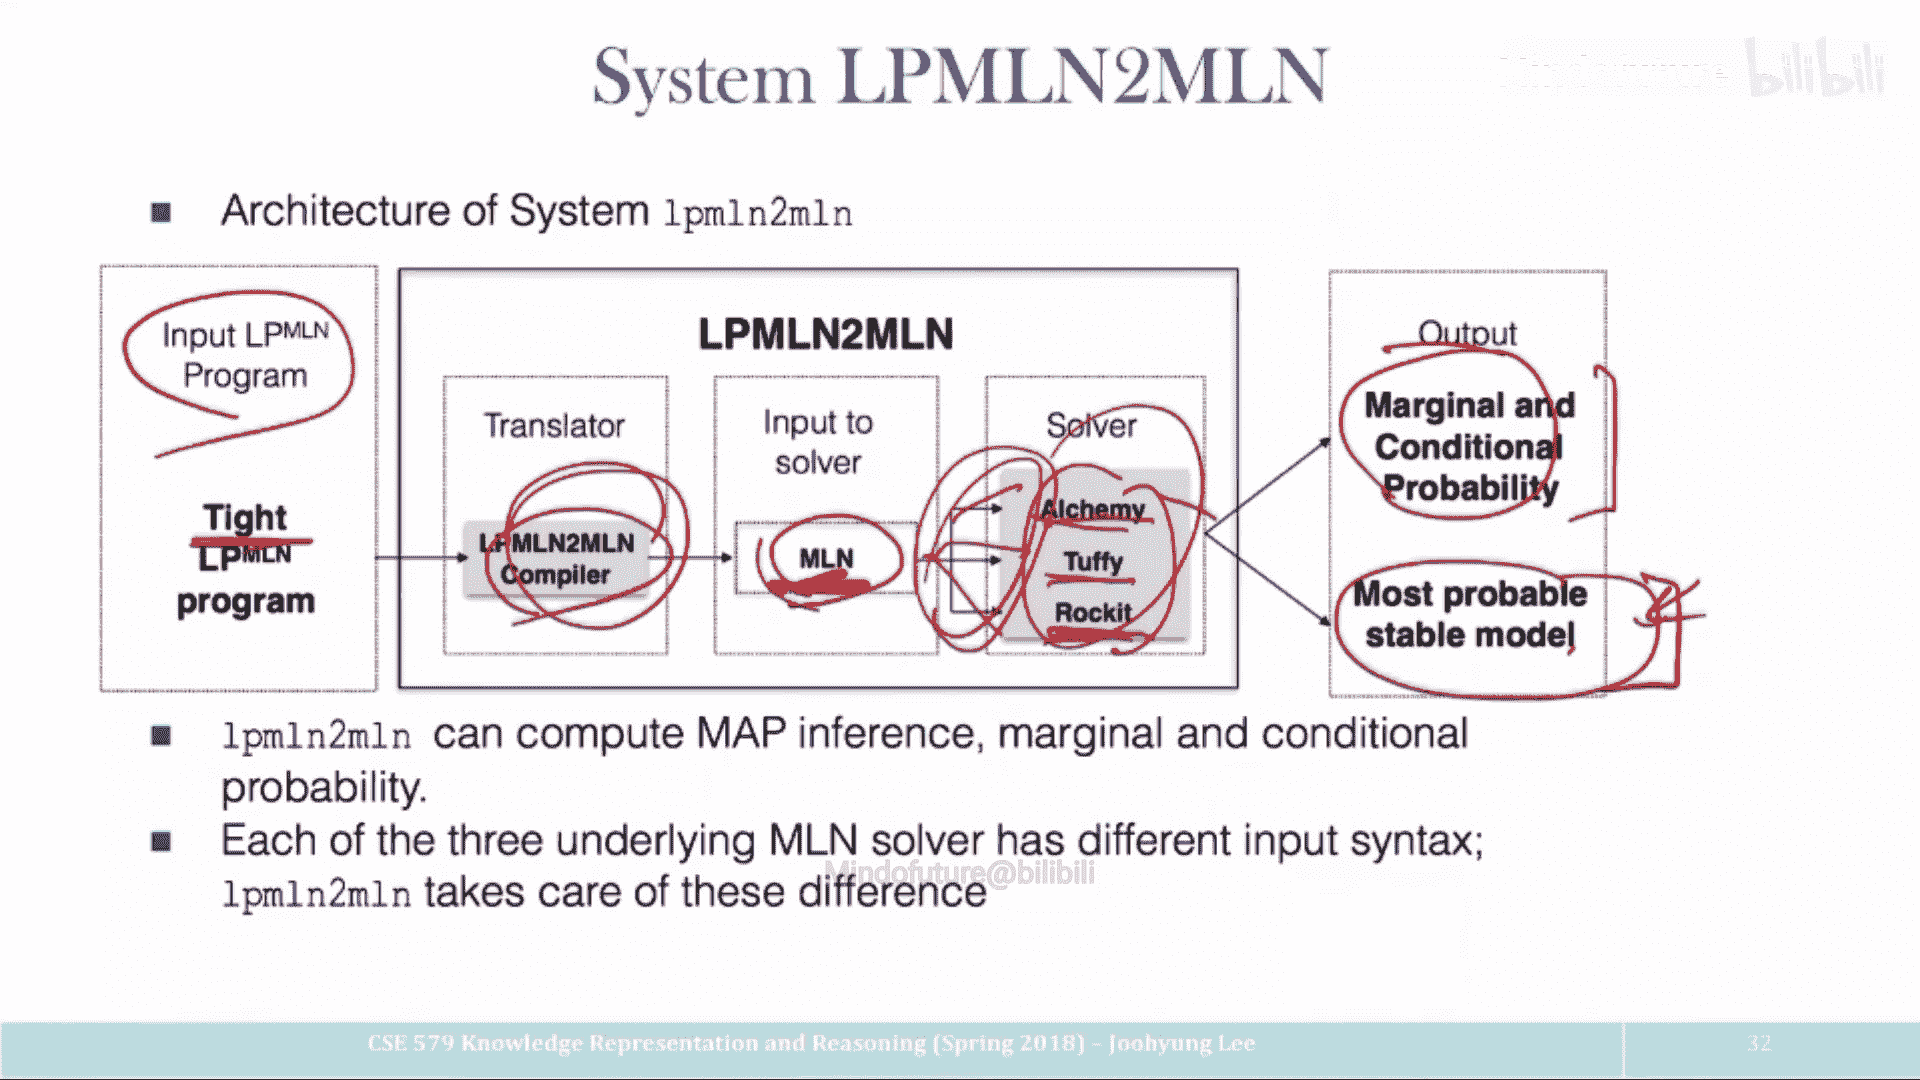 System LPMLN2MLN
bilibili
■ Architecture of System lpmln2mln
Input LPMLN
Program
Tight
LPMLN
program
LPMLN2MLN
Translator
LPMLN2MLN
Compiler
Input to
solver
MLN
Solver
Alchemy
Tuffy
Rockit
Output
Marginal and
Conditional
Probability
Most probable
stable model
■ lpmln2mln can compute MAP inference, marginal and conditional
probability.
■ Each of the three underlying MLN solver has different input syntax;
lpmln2mln takes care of these difference
Mindofuture@bilibili
CSE 579 Knowledge Representation and Reasoning (Spring 2018) – Joohyung Lee
32